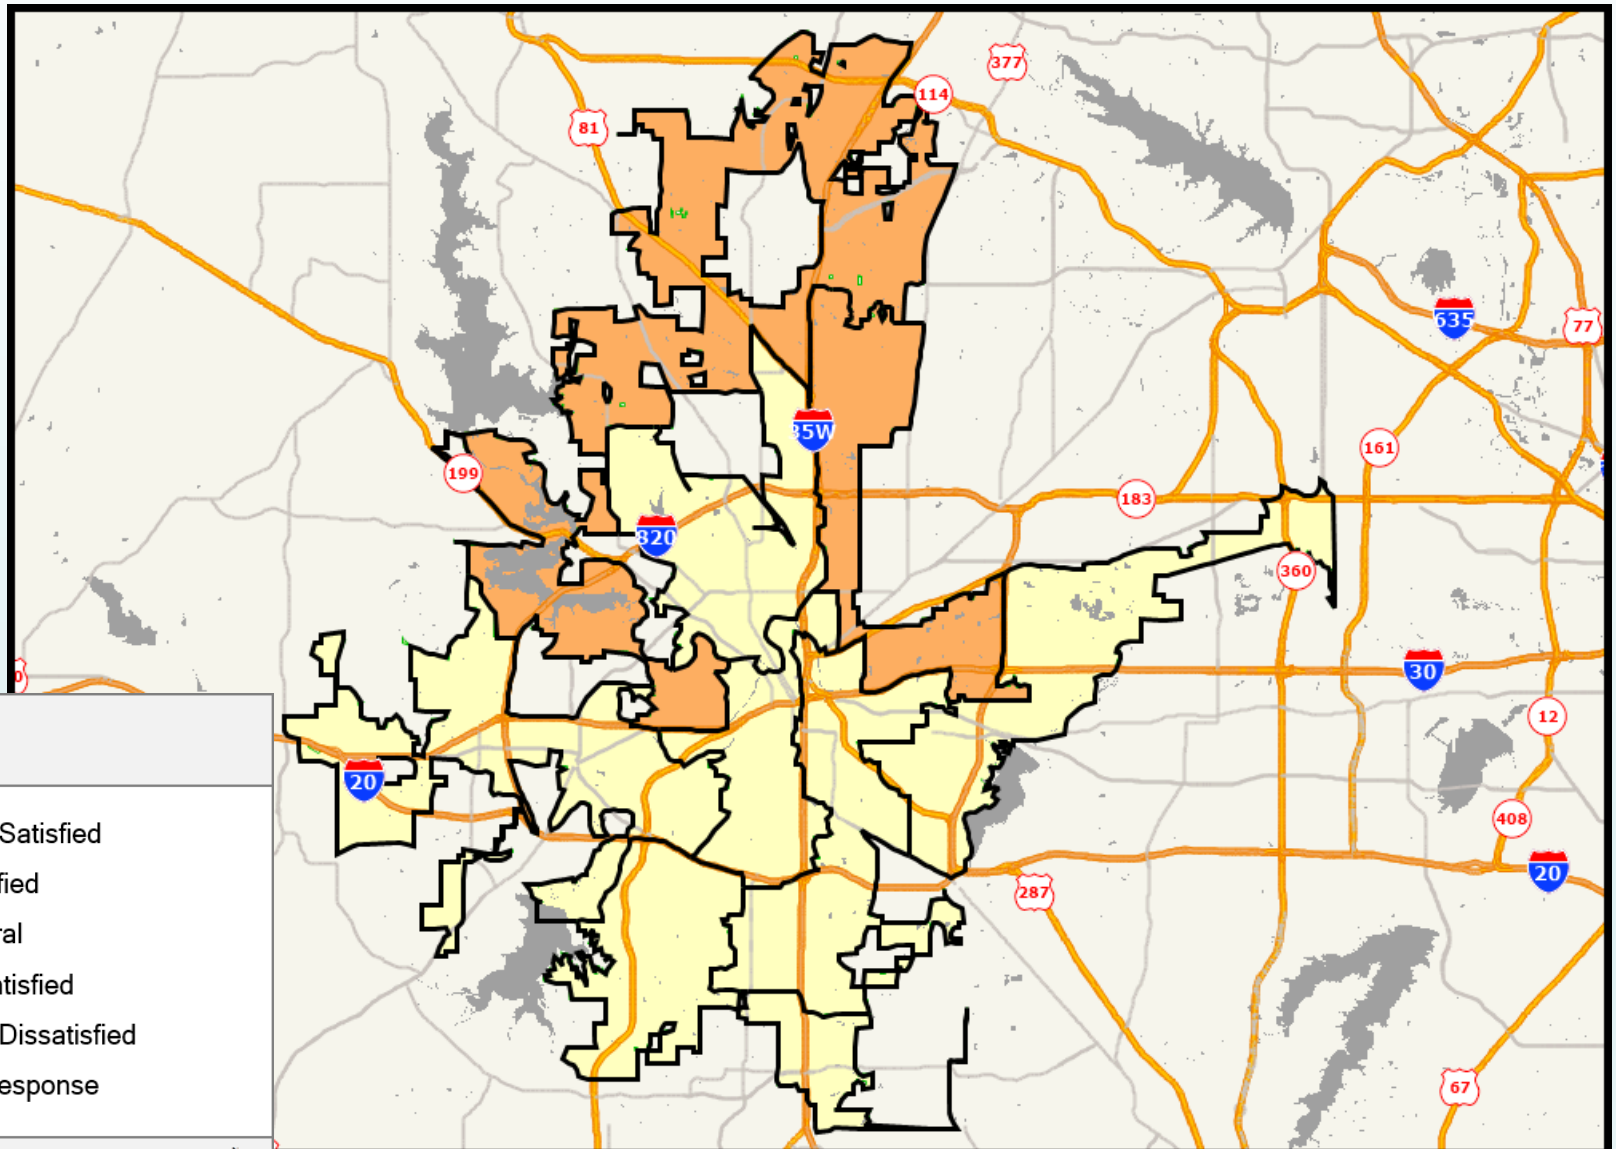 377
114
81
635
77
35W
161
199
183
820
360
30
12
20
Satisfied
fied
408
20
ral
287
tisfied
Dissatisfied
esponse
67